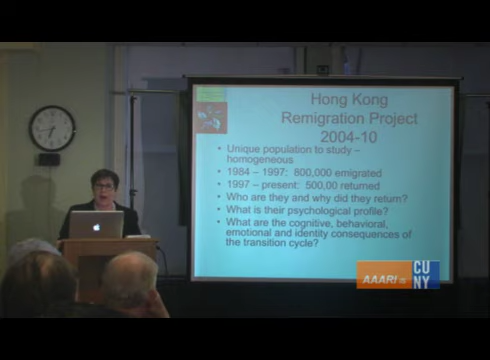 Hong Kong
Remigration Project
2004-10
• Unique population to study –
homogeneous
• 1984 – 1997: 800,000 emigrated
• 1997 – present: 500,00 returned
• Who are they and why did they return?
• What is their psychological profile?
• What are the cognitive, behavioral,
emotional and identity consequences of
the transition cycle?
AAARI
CU
NY